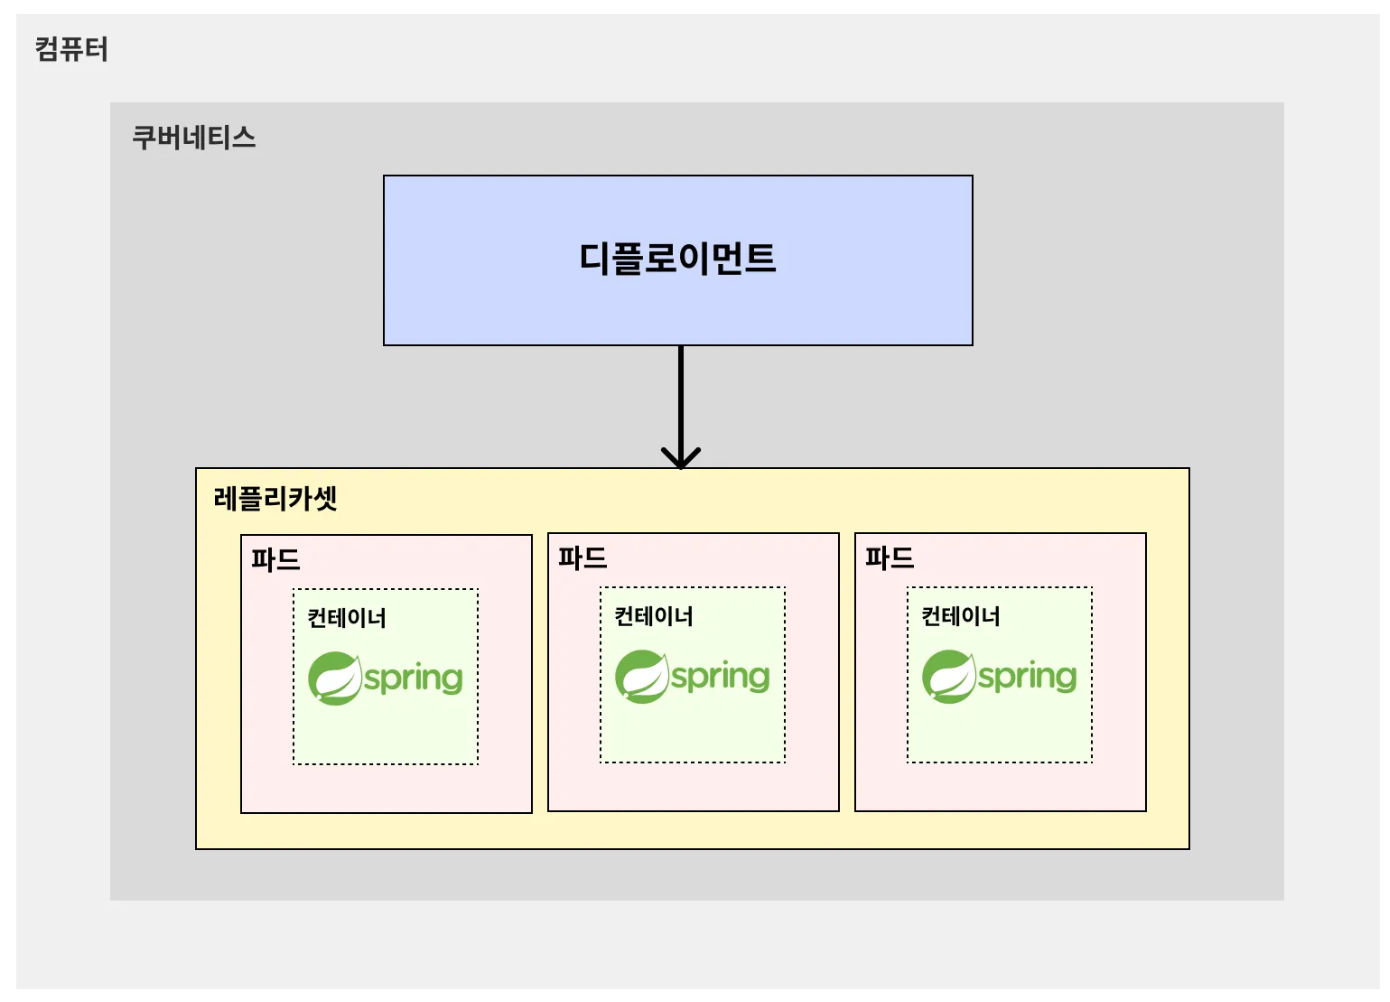 컴퓨터
쿠버네티스
디플로이먼트
레플리카셋
파드
컨테이너
spring
파드
컨테이너
spring
파드
컨테이너
spring